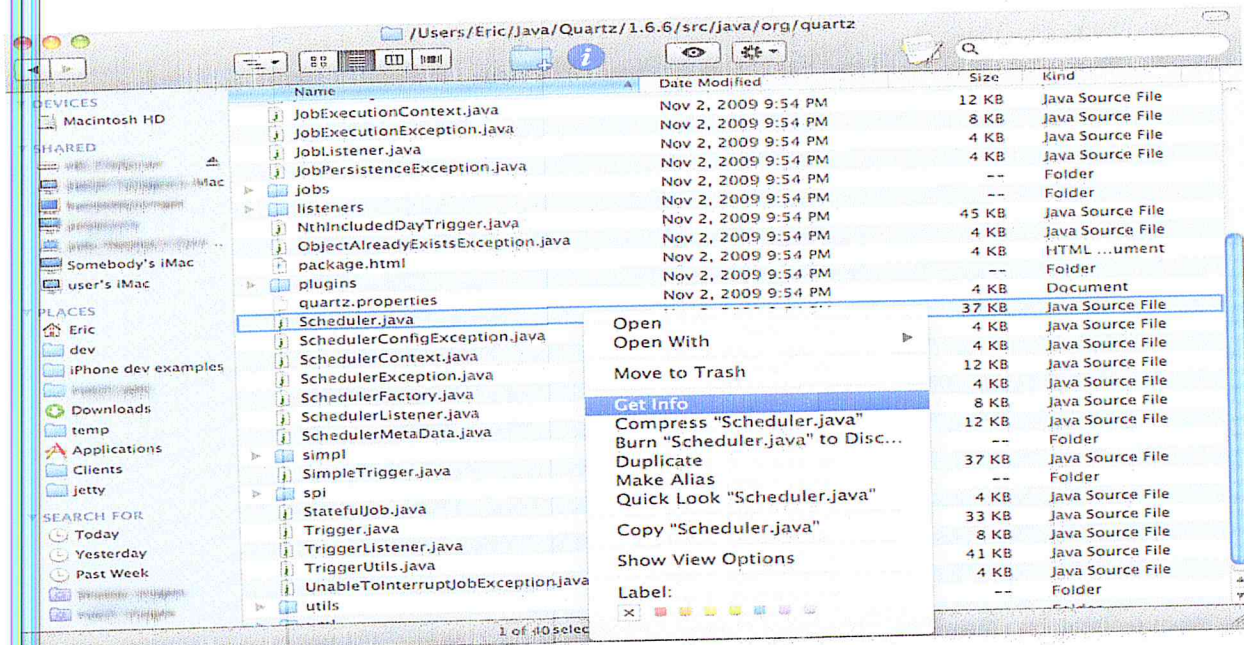 /Users/Eric/Java/Quartz/1.6.6/src/java/org/quartz
Name Date Modified Size Kind
DEVICES
Macintosh HD
SHARED
iMac
Somebody's iMac
user's iMac
PLACES
Eric
dev
iPhone dev examples
Downloads
temp
Applications
Clients
jetty
SEARCH FOR
Today
Yesterday
Past Week
JobExecutionContext.java Nov 2, 2009 9:54 PM 12 KB Java Source File
JobExecutionException.java Nov 2, 2009 9:54 PM 8 KB Java Source File
JobListener.java Nov 2, 2009 9:54 PM 4 KB Java Source File
JobPersistenceException.java Nov 2, 2009 9:54 PM 4 KB Java Source File
jobs Nov 2, 2009 9:54 PM -- Folder
listeners Nov 2, 2009 9:54 PM -- Folder
NthIncludedDayTrigger.java Nov 2, 2009 9:54 PM 45 KB Java Source File
ObjectAlreadyExistsException.java Nov 2, 2009 9:54 PM 4 KB Java Source File
package.html Nov 2, 2009 9:54 PM 4 KB HTML ...ument
plugins Nov 2, 2009 9:54 PM -- Folder
quartz.properties Nov 2, 2009 9:54 PM 4 KB Document
Scheduler.java 37 KB Java Source File
SchedulerConfigException.java 4 KB Java Source File
SchedulerContext.java 4 KB Java Source File
SchedulerException.java 12 KB Java Source File
SchedulerFactory.java 4 KB Java Source File
SchedulerListener.java 8 KB Java Source File
SchedulerMetaData.java 12 KB Java Source File
simpl -- Folder
SimpleTrigger.java 37 KB Java Source File
spi -- Folder
StatefulJob.java 4 KB Java Source File
Trigger.java 33 KB Java Source File
TriggerListener.java 8 KB Java Source File
TriggerUtils.java 41 KB Java Source File
UnableToInterruptJobException.java 4 KB Java Source File
utils -- Folder
Open
Open With
Move to Trash
Get Info
Compress "Scheduler.java"
Burn "Scheduler.java" to Disc...
Duplicate
Make Alias
Quick Look "Scheduler.java"
Copy "Scheduler.java"
Show View Options
Label:
1 of 40 selec